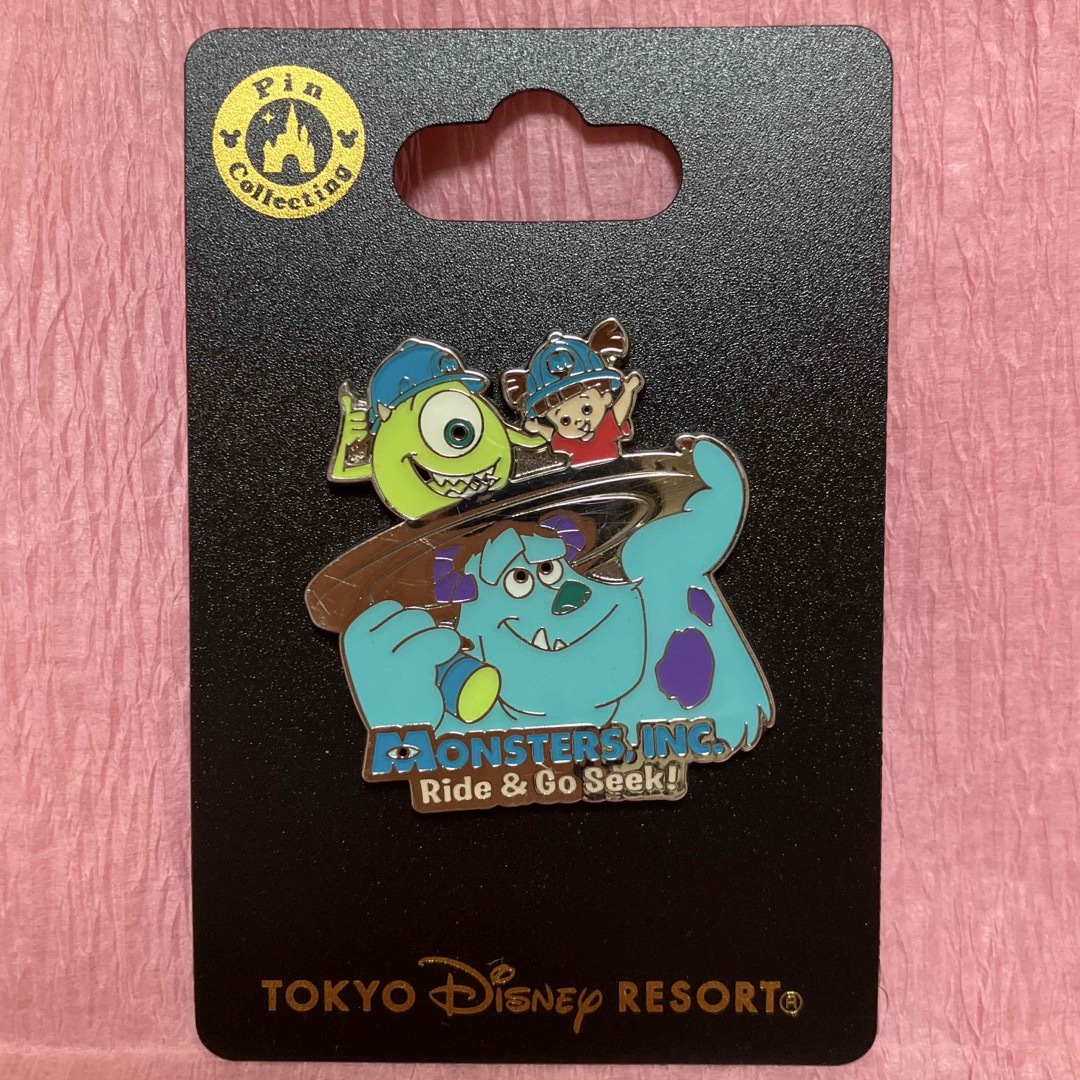 Pin
Collecting
M
M
MONSTERS, INC.
Ride & Go Seek!
TOKYO Disney RESORT®